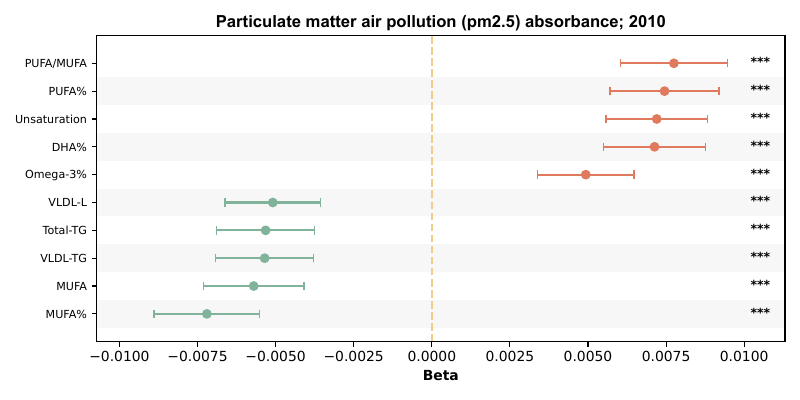 Particulate matter air pollution (pm2.5) absorbance; 2010
PUFA/MUFA ***
PUFA% ***
Unsaturation ***
DHA% ***
Omega-3% ***
VLDL-L ***
Total-TG ***
VLDL-TG ***
MUFA ***
MUFA% ***
−0.0100 −0.0075 −0.0050 −0.0025 0.0000 0.0025 0.0050 0.0075 0.0100
Beta